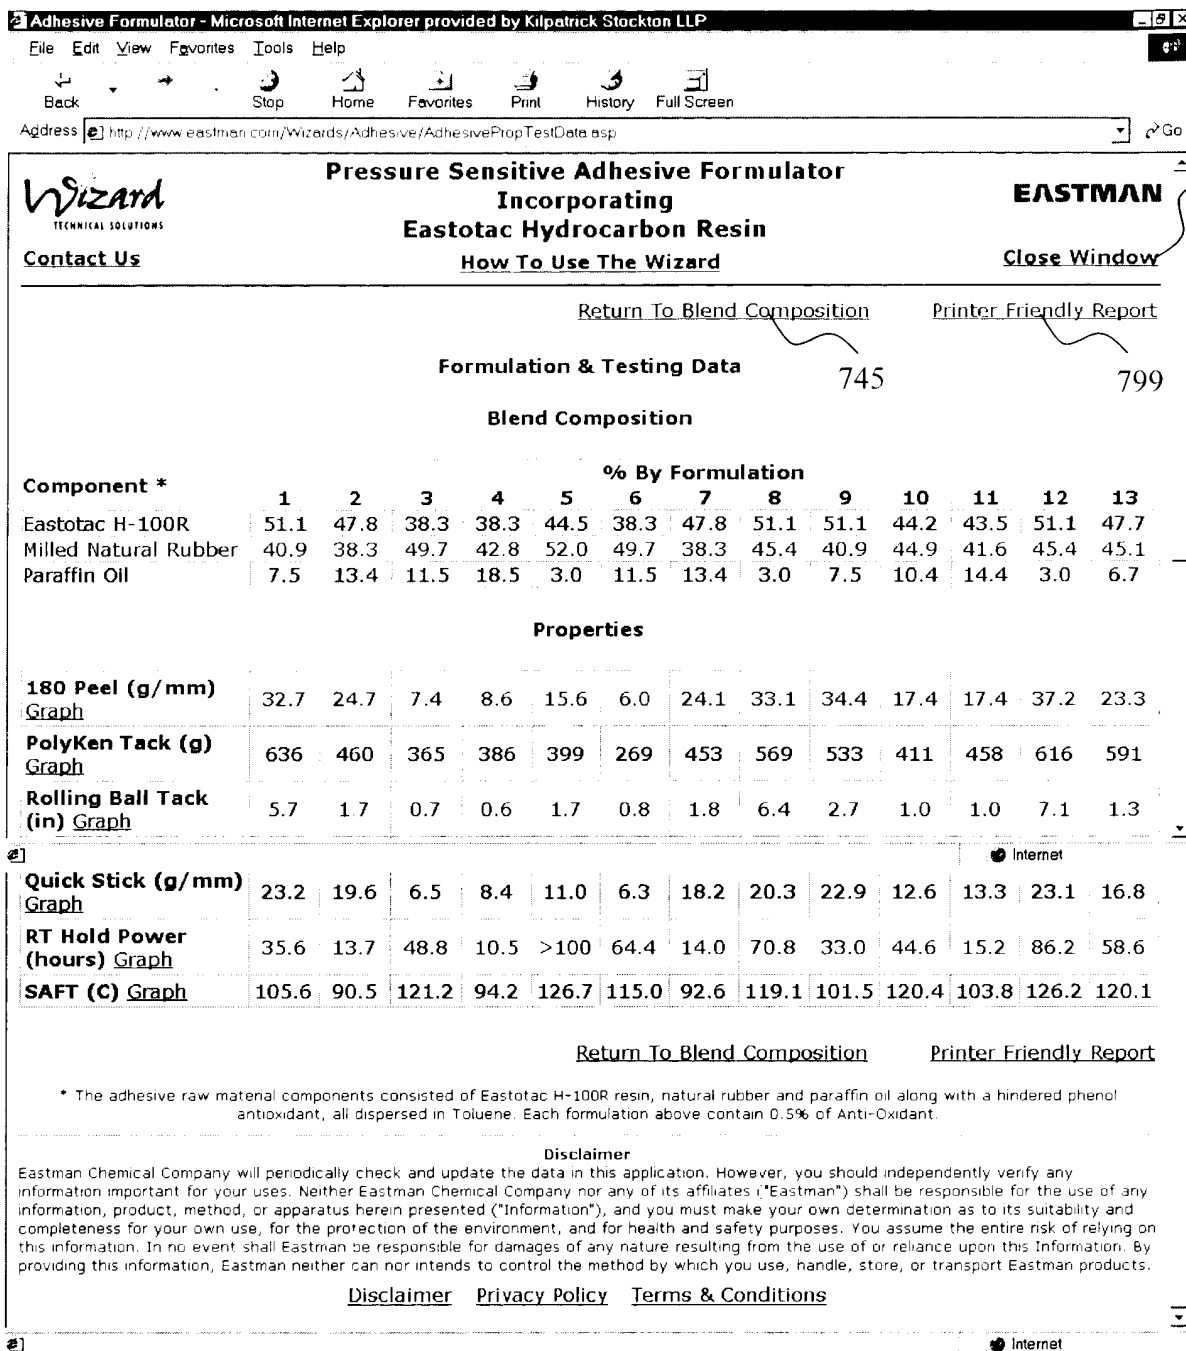 Adhesive Formulator - Microsoft Internet Explorer provided by Kilpatrick Stockton LLP
File Edit View Favorites Tools Help
Back Stop Home Favorites Print History Full Screen
Address http://www.eastman.com/Wizards/Adhesive/AdhesivePropTestData.asp Go
Wizard
TECHNICAL SOLUTIONS
Pressure Sensitive Adhesive Formulator
Incorporating
Eastotac Hydrocarbon Resin
EASTMAN
Contact Us How To Use The Wizard Close Window
Return To Blend Composition Printer Friendly Report
745 799
Formulation & Testing Data
Blend Composition
% By Formulation
Component * 1 2 3 4 5 6 7 8 9 10 11 12 13
Eastotac H-100R 51.1 47.8 38.3 38.3 44.5 38.3 47.8 51.1 51.1 44.2 43.5 51.1 47.7
Milled Natural Rubber 40.9 38.3 49.7 42.8 52.0 49.7 38.3 45.4 40.9 44.9 41.6 45.4 45.1
Paraffin Oil 7.5 13.4 11.5 18.5 3.0 11.5 13.4 3.0 7.5 10.4 14.4 3.0 6.7
Properties
180 Peel (g/mm)
Graph 32.7 24.7 7.4 8.6 15.6 6.0 24.1 33.1 34.4 17.4 17.4 37.2 23.3
PolyKen Tack (g)
Graph 636 460 365 386 399 269 453 569 533 411 458 616 591
Rolling Ball Tack
(in) Graph 5.7 1.7 0.7 0.6 1.7 0.8 1.8 6.4 2.7 1.0 1.0 7.1 1.3
Internet
Quick Stick (g/mm)
Graph 23.2 19.6 6.5 8.4 11.0 6.3 18.2 20.3 22.9 12.6 13.3 23.1 16.8
RT Hold Power
(hours) Graph 35.6 13.7 48.8 10.5 >100 64.4 14.0 70.8 33.0 44.6 15.2 86.2 58.6
SAFT (C) Graph 105.6 90.5 121.2 94.2 126.7 115.0 92.6 119.1 101.5 120.4 103.8 126.2 120.1
Return To Blend Composition Printer Friendly Report
* The adhesive raw material components consisted of Eastotac H-100R resin, natural rubber and paraffin oil along with a hindered phenol
antioxidant, all dispersed in Toluene. Each formulation above contain 0.5% of Anti-Oxidant.
Disclaimer
Eastman Chemical Company will periodically check and update the data in this application. However, you should independently verify any
information important for your uses. Neither Eastman Chemical Company nor any of its affiliates ("Eastman") shall be responsible for the use of any
information, product, method, or apparatus herein presented ("Information"), and you must make your own determination as to its suitability and
completeness for your own use, for the protection of the environment, and for health and safety purposes. You assume the entire risk of relying on
this information. In no event shall Eastman be responsible for damages of any nature resulting from the use of or reliance upon this Information. By
providing this information, Eastman neither can nor intends to control the method by which you use, handle, store, or transport Eastman products.
Disclaimer Privacy Policy Terms & Conditions
Internet